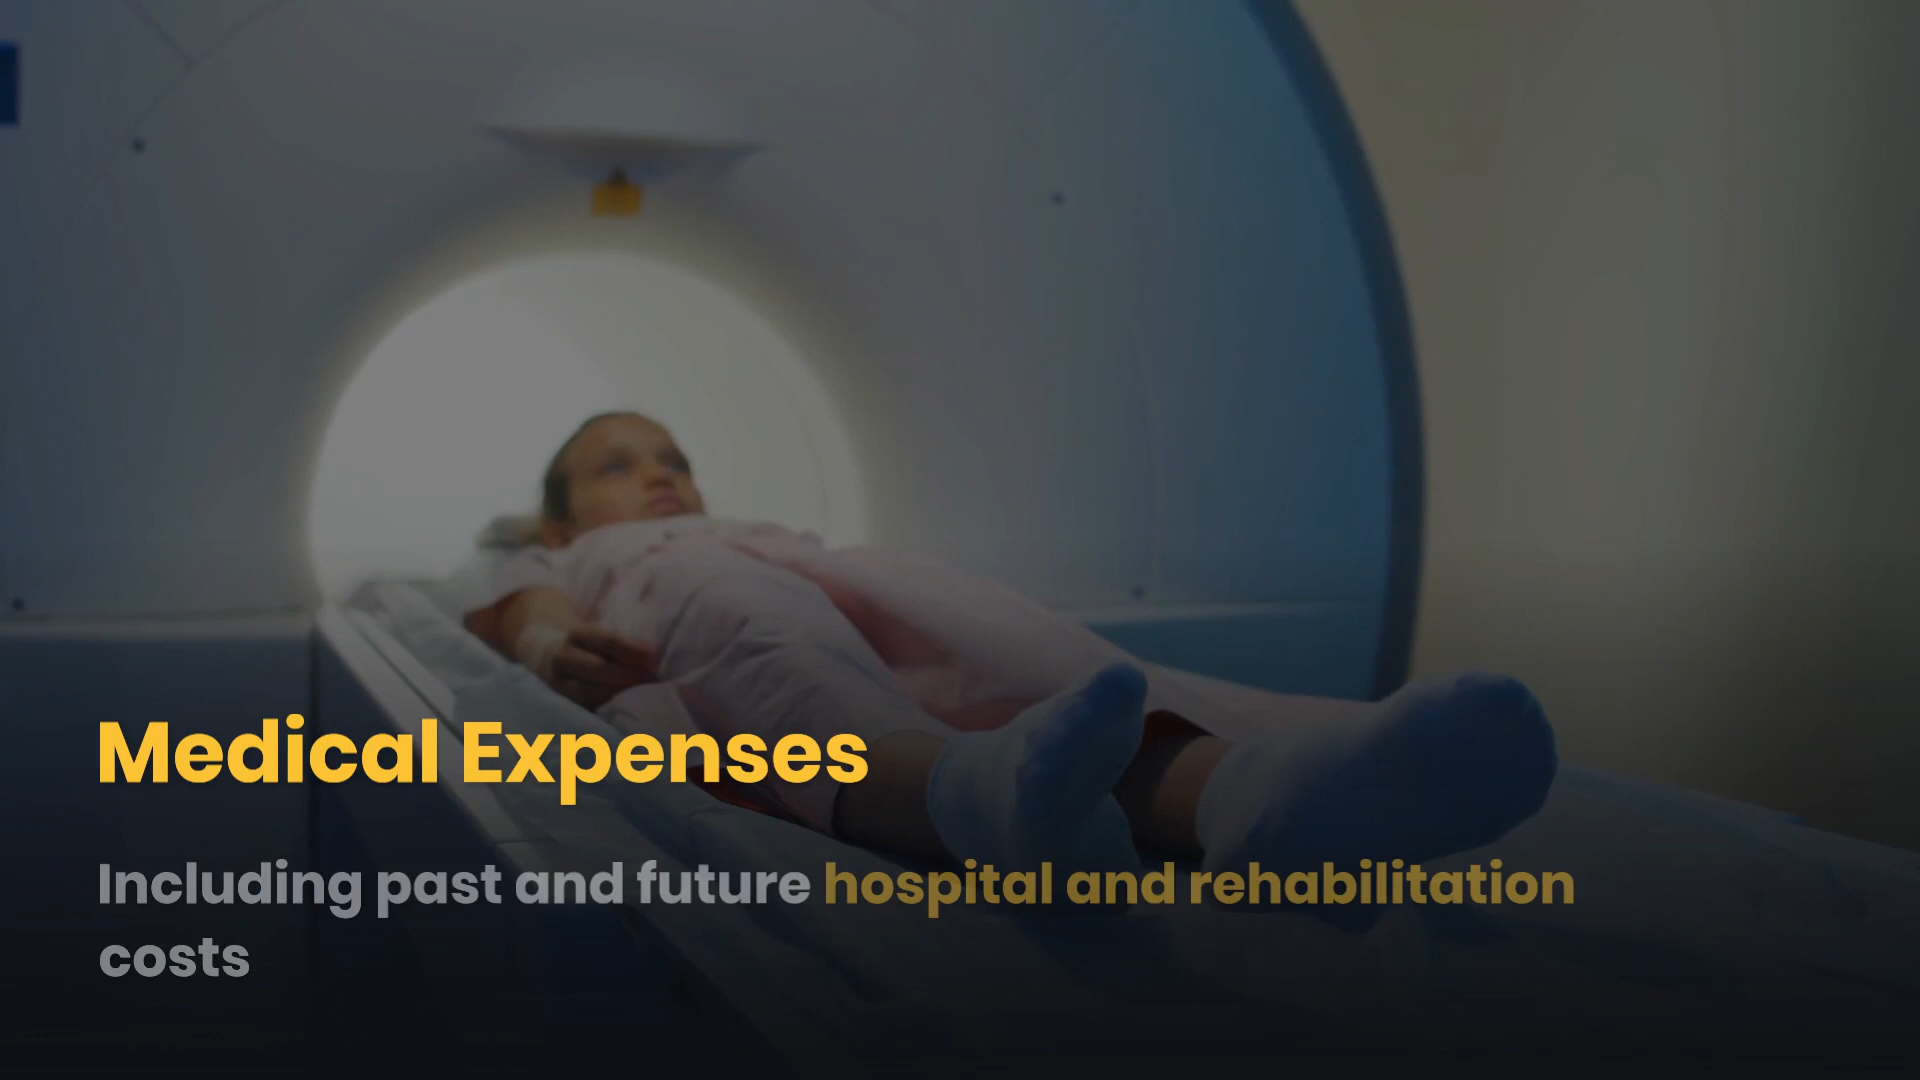 Medical Expenses
Including past and future hospital and rehabilitation
costs